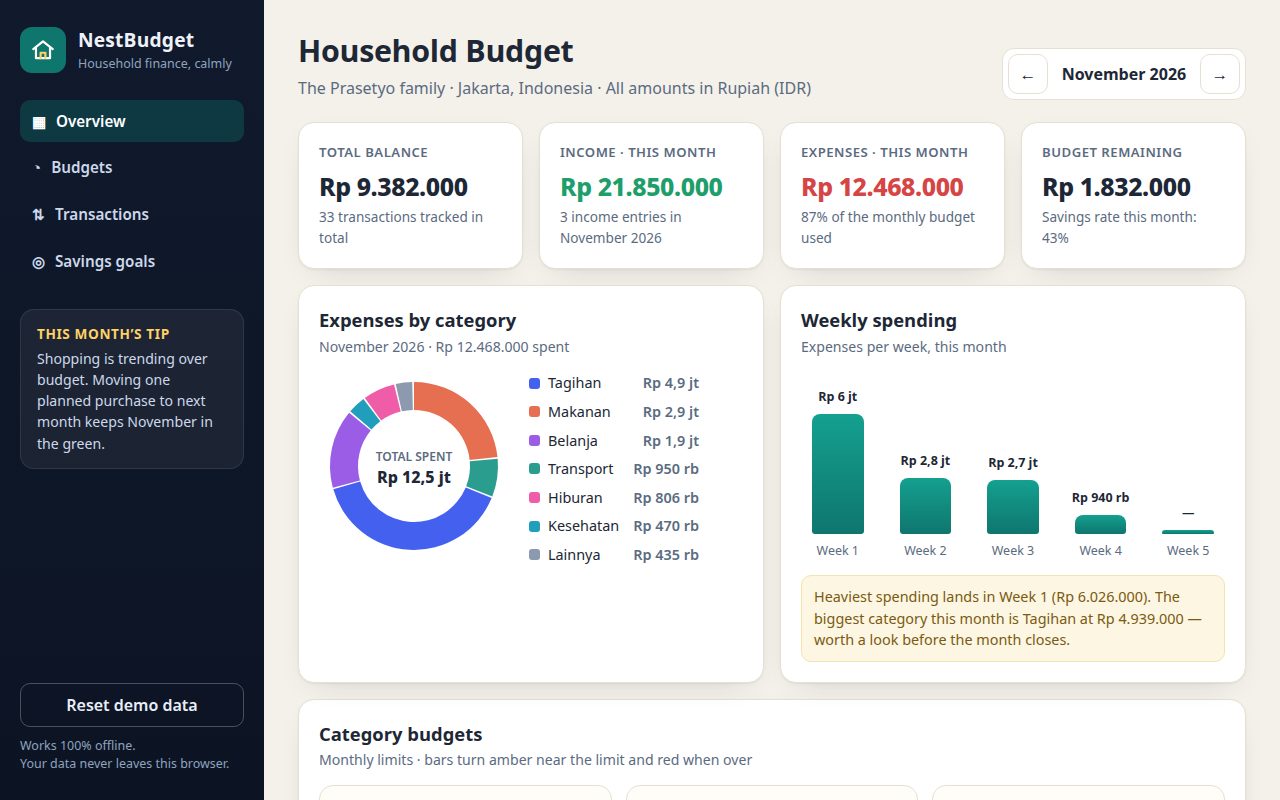 NestBudget
Household finance, calmly
Overview
Budgets
Transactions
Savings goals
THIS MONTH'S TIP
Shopping is trending over
budget. Moving one
planned purchase to next
month keeps November in
the green.
Reset demo data
Works 100% offline.
Your data never leaves this browser.
Household Budget
The Prasetyo family · Jakarta, Indonesia · All amounts in Rupiah (IDR)
← November 2026 →
TOTAL BALANCE
Rp 9.382.000
33 transactions tracked in
total
INCOME · THIS MONTH
Rp 21.850.000
3 income entries in
November 2026
EXPENSES · THIS MONTH
Rp 12.468.000
87% of the monthly budget
used
BUDGET REMAINING
Rp 1.832.000
Savings rate this month:
43%
Expenses by category
November 2026 · Rp 12.468.000 spent
TOTAL SPENT
Rp 12,5 jt
Tagihan Rp 4,9 jt
Makanan Rp 2,9 jt
Belanja Rp 1,9 jt
Transport Rp 950 rb
Hiburan Rp 806 rb
Kesehatan Rp 470 rb
Lainnya Rp 435 rb
Weekly spending
Expenses per week, this month
Rp 6 jt
Rp 2,8 jt
Rp 2,7 jt
Rp 940 rb
—
Week 1
Week 2
Week 3
Week 4
Week 5
Heaviest spending lands in Week 1 (Rp 6.026.000). The
biggest category this month is Tagihan at Rp 4.939.000 —
worth a look before the month closes.
Category budgets
Monthly limits · bars turn amber near the limit and red when over